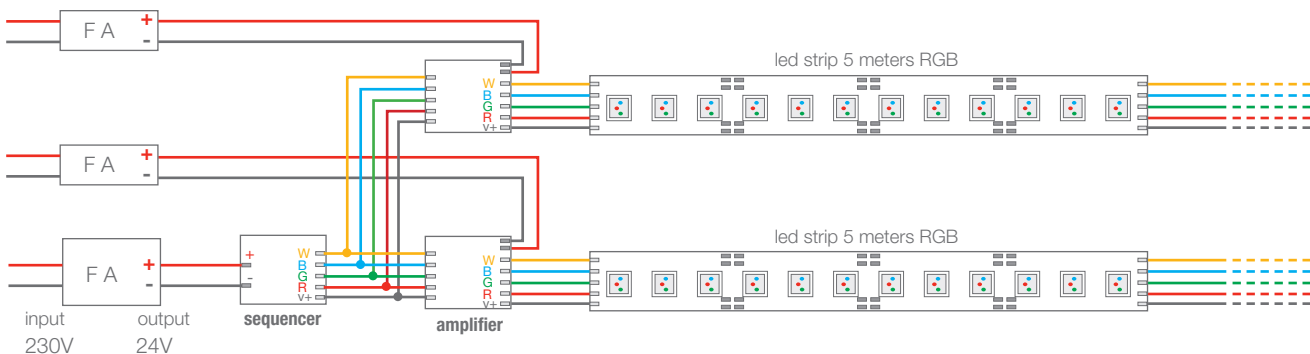 F A
+
-
led strip 5 meters RGB
W
B
G
R
v+
F A
+
-
led strip 5 meters RGB
F A
+
-
+
-
W
B
G
R
v+
W
B
G
R
v+
sequencer
amplifier
input
output
230V
24V